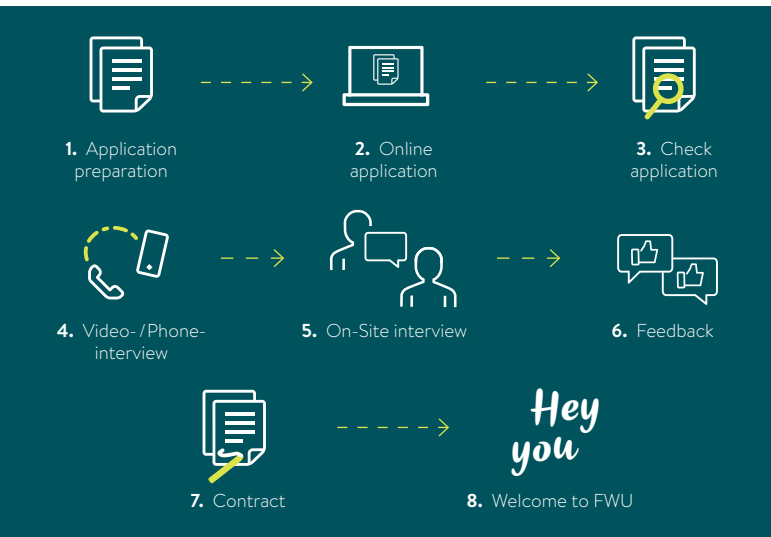 1. Application
preparation
2. Online
application
3. Check
application
4. Video- / Phone-
interview
5. On-Site interview
6. Feedback
7. Contract
Hey
you
8. Welcome to FWU